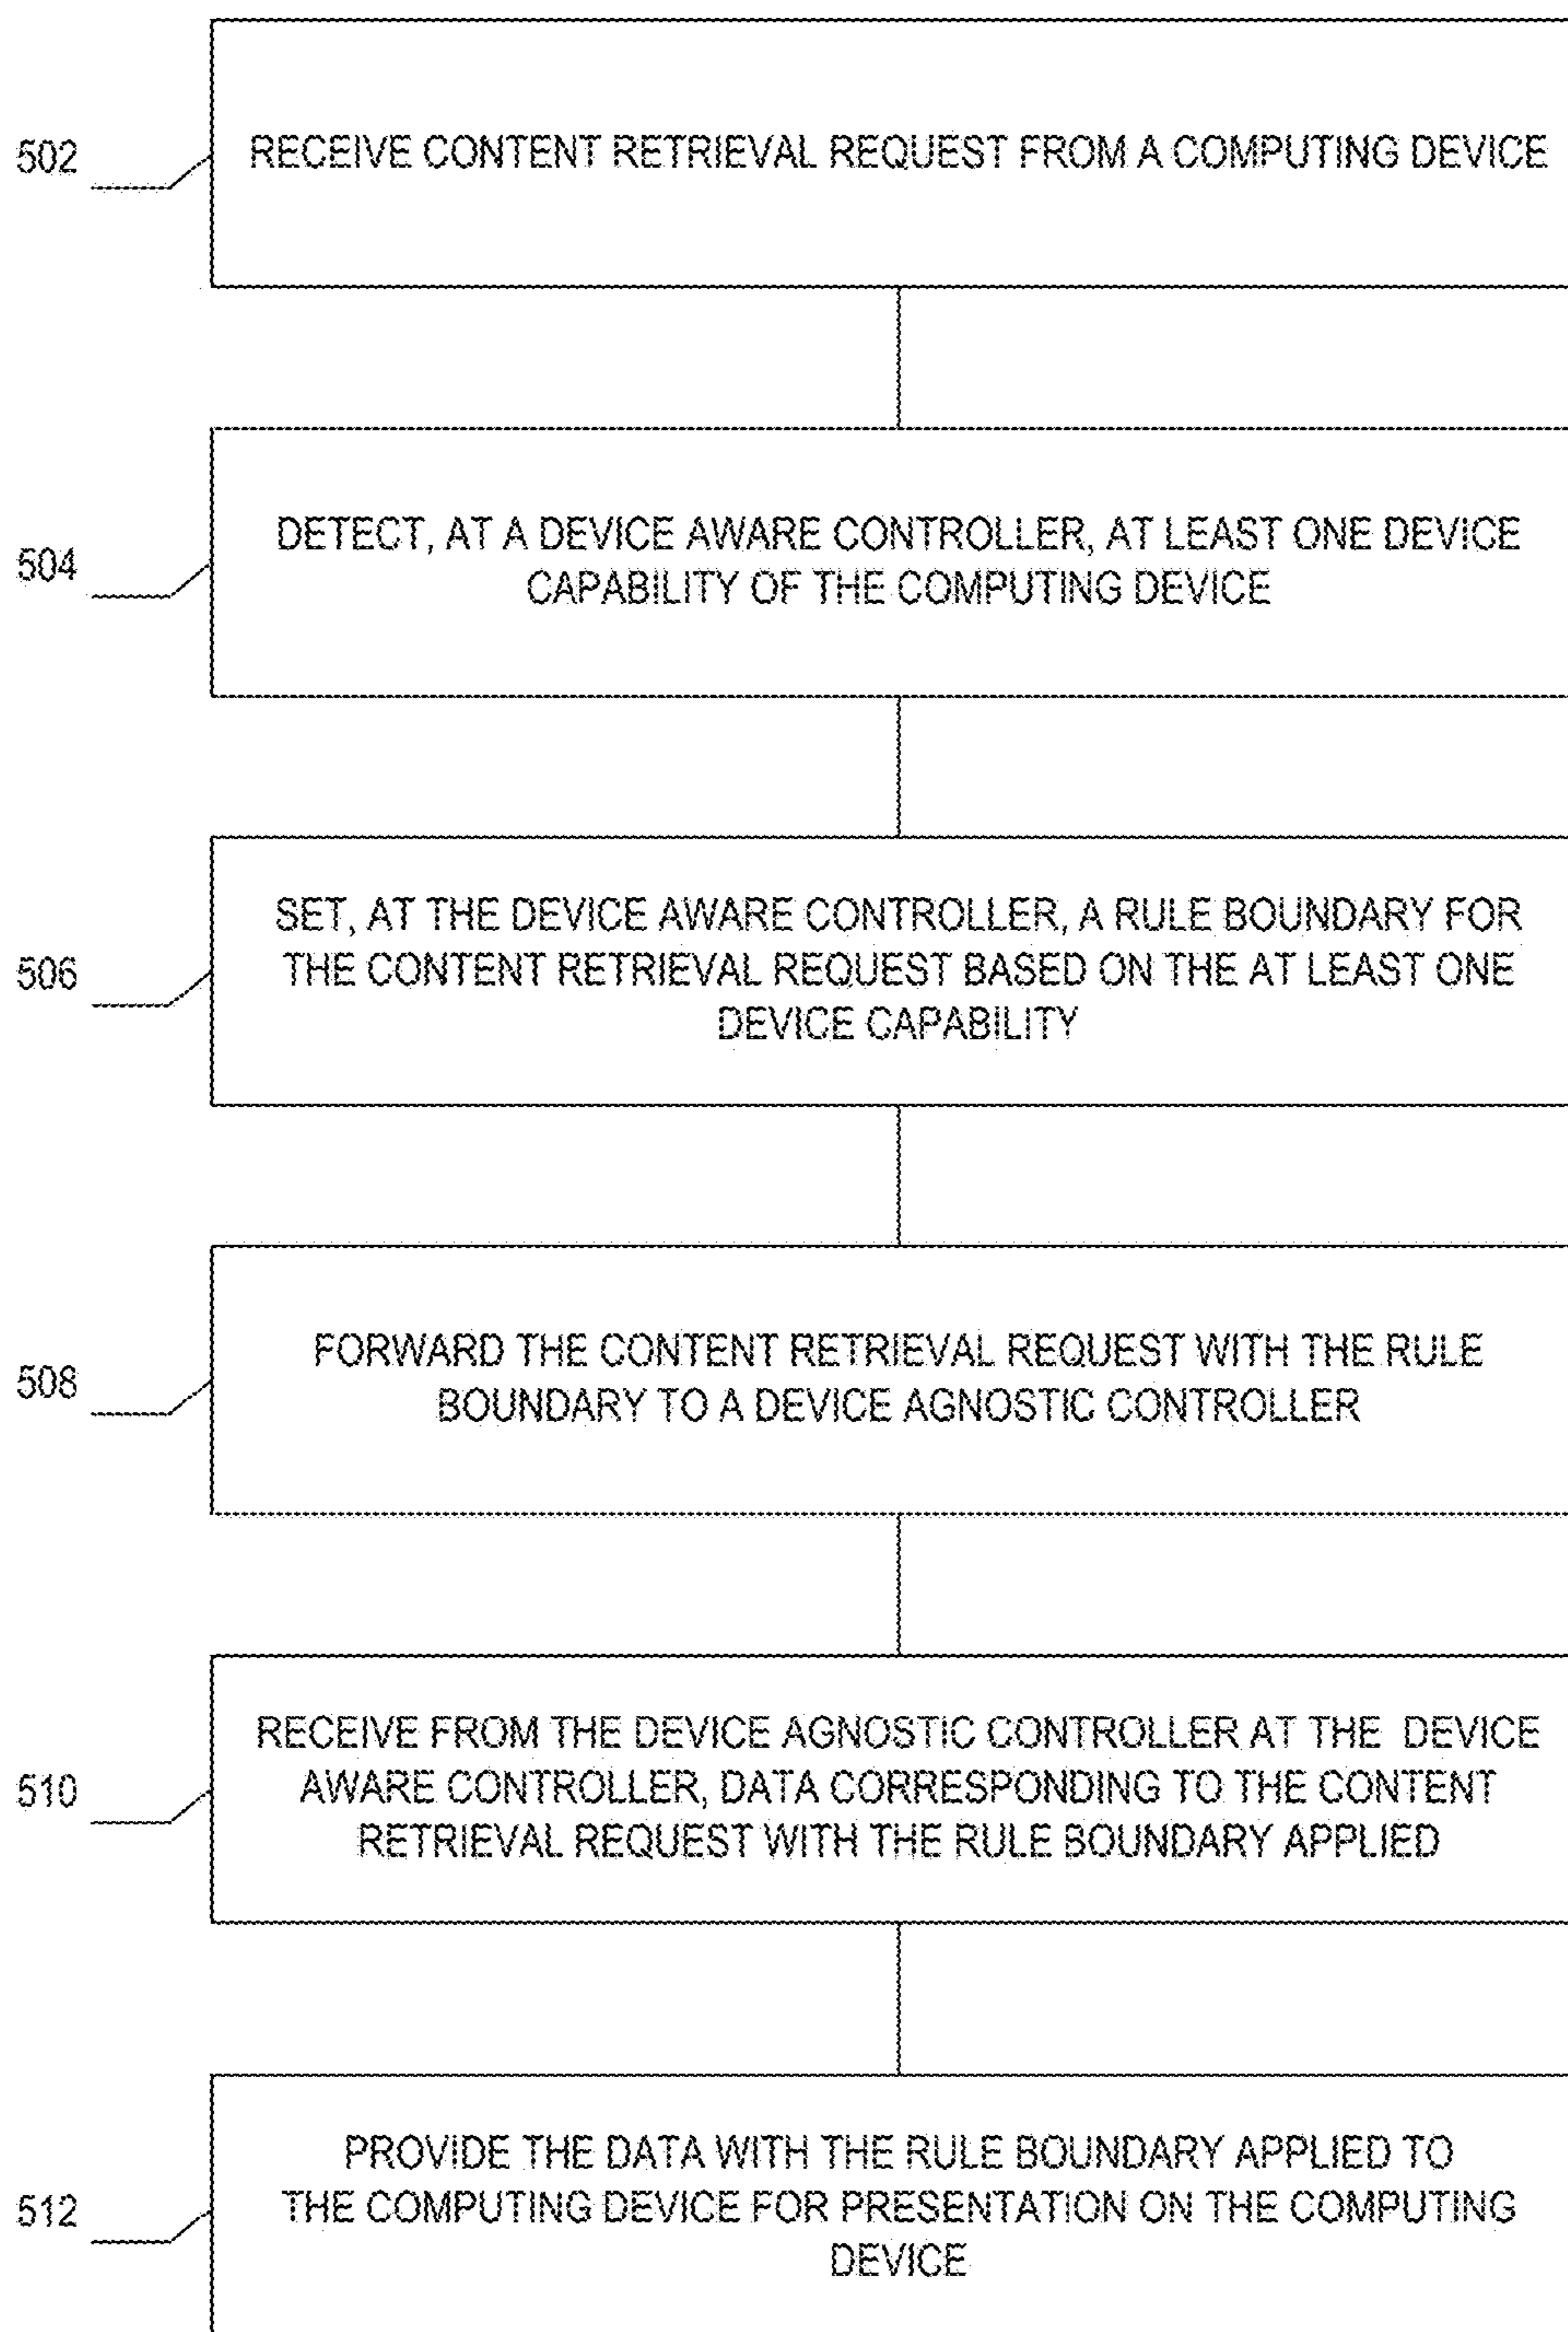 502
RECEIVE CONTENT RETRIEVAL REQUEST FROM A COMPUTING DEVICE
504
DETECT, AT A DEVICE AWARE CONTROLLER, AT LEAST ONE DEVICE
CAPABILITY OF THE COMPUTING DEVICE
506
SET, AT THE DEVICE AWARE CONTROLLER, A RULE BOUNDARY FOR
THE CONTENT RETRIEVAL REQUEST BASED ON THE AT LEAST ONE
DEVICE CAPABILITY
508
FORWARD THE CONTENT RETRIEVAL REQUEST WITH THE RULE
BOUNDARY TO A DEVICE AGNOSTIC CONTROLLER
510
RECEIVE FROM THE DEVICE AGNOSTIC CONTROLLER AT THE DEVICE
AWARE CONTROLLER, DATA CORRESPONDING TO THE CONTENT
RETRIEVAL REQUEST WITH THE RULE BOUNDARY APPLIED
512
PROVIDE THE DATA WITH THE RULE BOUNDARY APPLIED TO
THE COMPUTING DEVICE FOR PRESENTATION ON THE COMPUTING
DEVICE